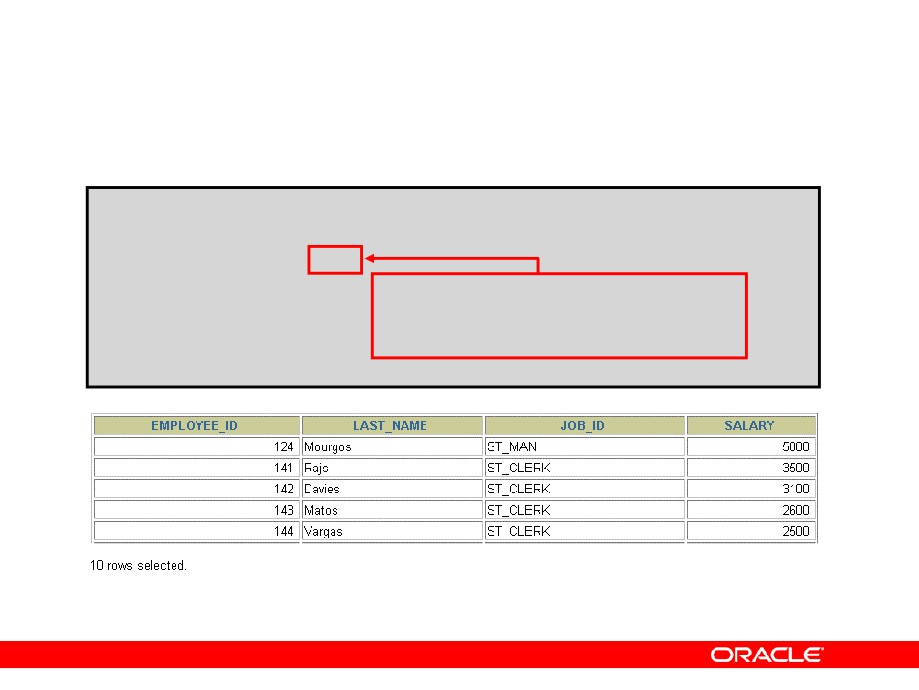 EMPLOYEE_ID LAST_NAME JOB_ID SALARY
124 Mourgos ST_MAN 5000
141 Rajs ST_CLERK 3500
142 Davies ST_CLERK 3100
143 Matos ST_CLERK 2600
144 Vargas ST_CLERK 2500
10 rows selected.
ORACLE